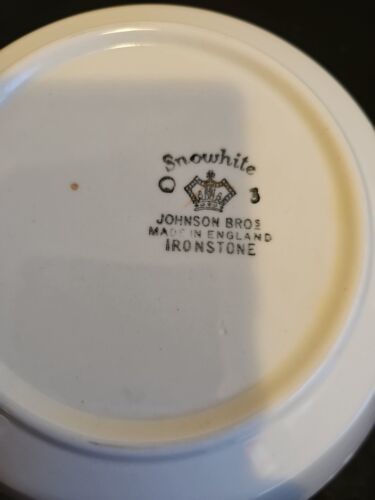 Snowhite
3
JOHNSON BROS
MADE IN ENGLAND
IRONSTONE